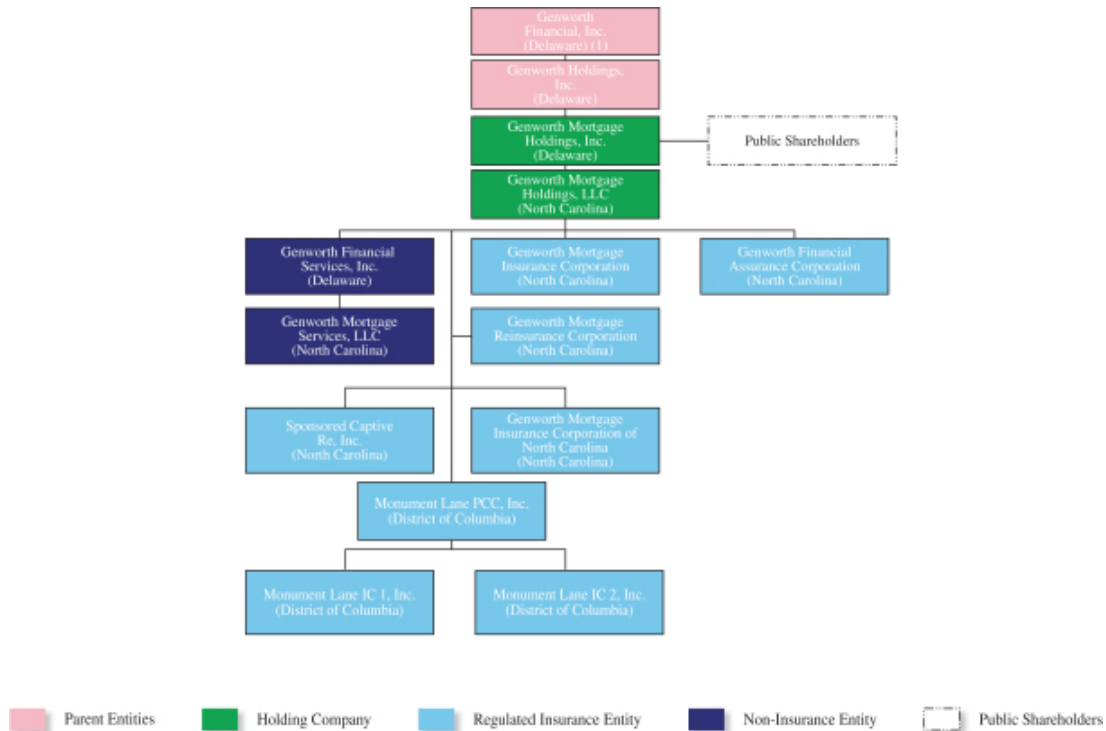 Genworth
Financial, Inc.
(Delaware) (1)
Genworth Holdings,
Inc.
(Delaware)
Genworth Mortgage
Holdings, Inc.
(Delaware)
Public Shareholders
Genworth Mortgage
Holdings, LLC
(North Carolina)
Genworth Financial
Services, Inc.
(Delaware)
Genworth Mortgage
Insurance Corporation
(North Carolina)
Genworth Financial
Assurance Corporation
(North Carolina)
Genworth Mortgage
Services, LLC
(North Carolina)
Genworth Mortgage
Reinsurance Corporation
(North Carolina)
Sponsored Captive
Re, Inc.
(North Carolina)
Genworth Mortgage
Insurance Corporation of
North Carolina
(North Carolina)
Monument Lane PCC, Inc.
(District of Columbia)
Monument Lane IC 1, Inc.
(District of Columbia)
Monument Lane IC 2, Inc.
(District of Columbia)
Parent Entities
Holding Company
Regulated Insurance Entity
Non-Insurance Entity
Public Shareholders